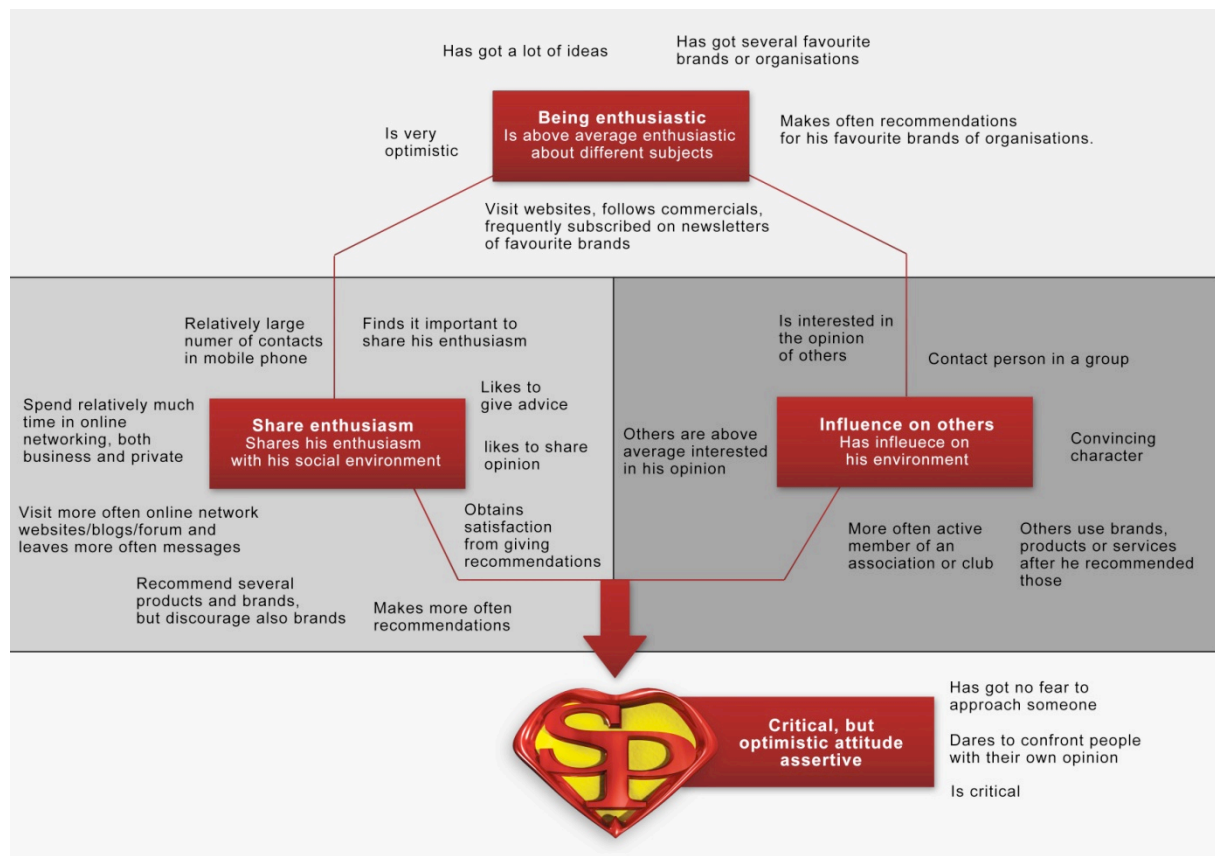 Has got a lot of ideas
Has got several favourite
brands or organisations
Being enthusiastic
Is above average enthusiastic
about different subjects
Is very
optimistic
Makes often recommendations
for his favourite brands of organisations.
Visit websites, follows commercials,
frequently subscribed on newsletters
of favourite brands
Relatively large
numer of contacts
in mobile phone
Finds it important to
share his enthusiasm
Likes to
give advice
Spend relatively much
time in online
networking, both
business and private
Share enthusiasm
Shares his enthusiasm
with his social environment
likes to share
opinion
Visit more often online network
websites/blogs/forum and
leaves more often messages
Obtains
satisfaction
from giving
recommendations
Recommend several
products and brands,
but discourage also brands
Makes more often
recommendations
Is interested in
the opinion
of others
Contact person in a group
Others are above
average interested
in his opinion
Influence on others
Has infleuece on
his environment
Convincing
character
More often active
member of an
association or club
Others use brands,
products or services
after he recommended
those
SP
Critical, but
optimistic attitude
assertive
Has got no fear to
approach someone
Dares to confront people
with their own opinion
Is critical